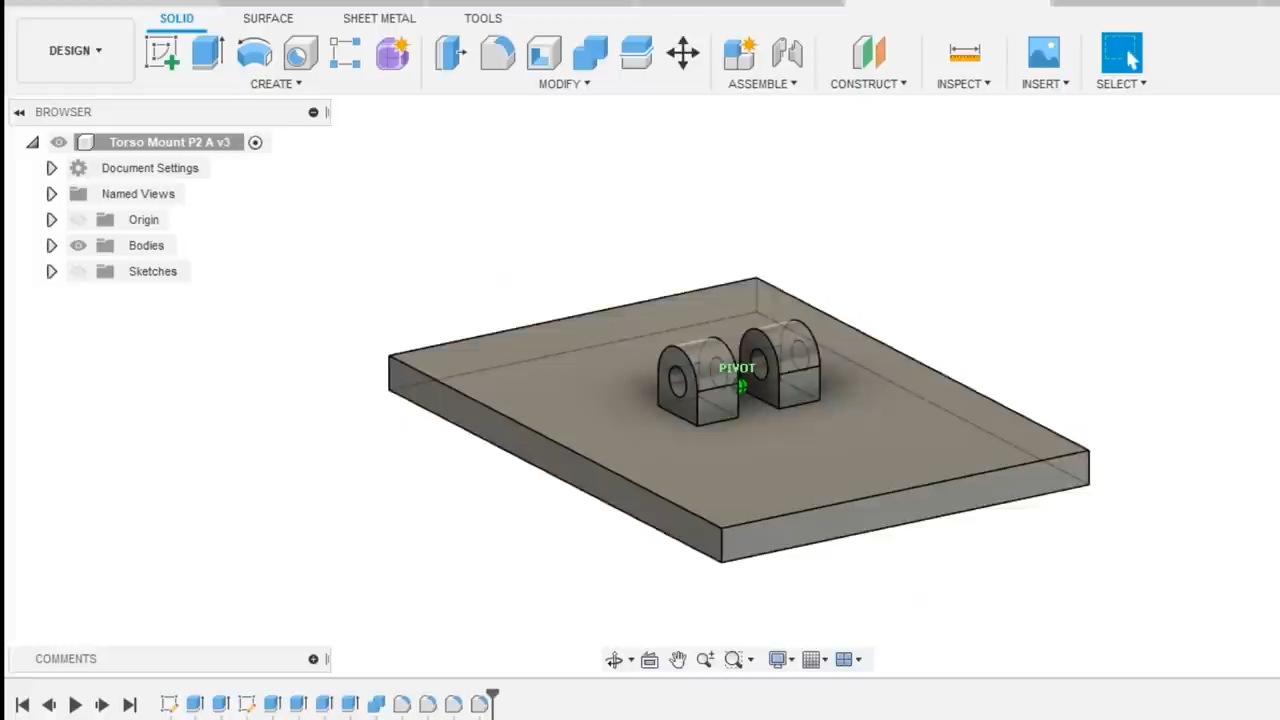 SOLID SURFACE SHEET METAL TOOLS
DESIGN
CREATE MODIFY ASSEMBLE CONSTRUCT INSPECT INSERT SELECT
BROWSER
Torso Mount P2 A v3
Document Settings
Named Views
Origin
Bodies
Sketches
PIVOT
COMMENTS